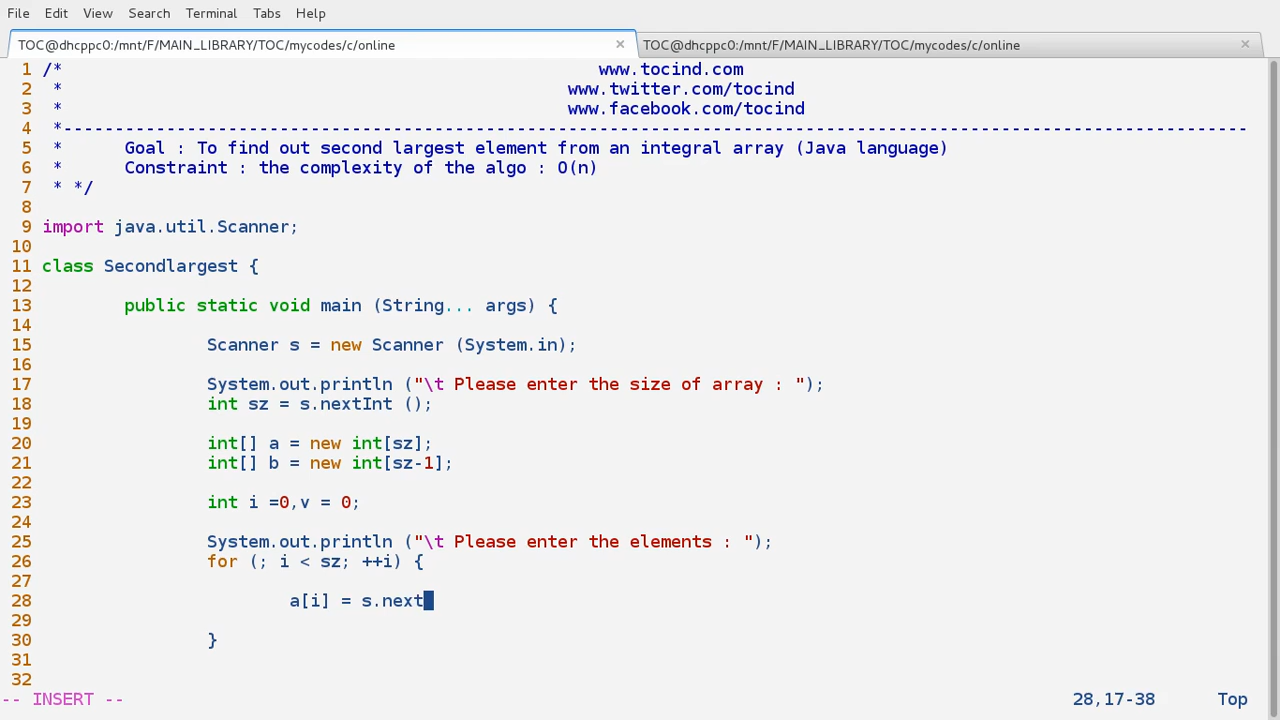 File Edit View Search Terminal Tabs Help
TOC@dhcppc0:/mnt/F/MAIN_LIBRARY/TOC/mycodes/c/online × TOC@dhcppc0:/mnt/F/MAIN_LIBRARY/TOC/mycodes/c/online ×
1 /* www.tocind.com
2 * www.twitter.com/tocind
3 * www.facebook.com/tocind
4 *-------------------------------------------------------------------------------------------------------------------
5 * Goal : To find out second largest element from an integral array (Java language)
6 * Constraint : the complexity of the algo : O(n)
7 * */
8
9 import java.util.Scanner;
10
11 class Secondlargest {
12
13 public static void main (String... args) {
14
15 Scanner s = new Scanner (System.in);
16
17 System.out.println ("\t Please enter the size of array : ");
18 int sz = s.nextInt ();
19
20 int[] a = new int[sz];
21 int[] b = new int[sz-1];
22
23 int i =0,v = 0;
24
25 System.out.println ("\t Please enter the elements : ");
26 for (; i < sz; ++i) {
27
28 a[i] = s.next
29
30 }
31
32
-- INSERT -- 28,17-38 Top